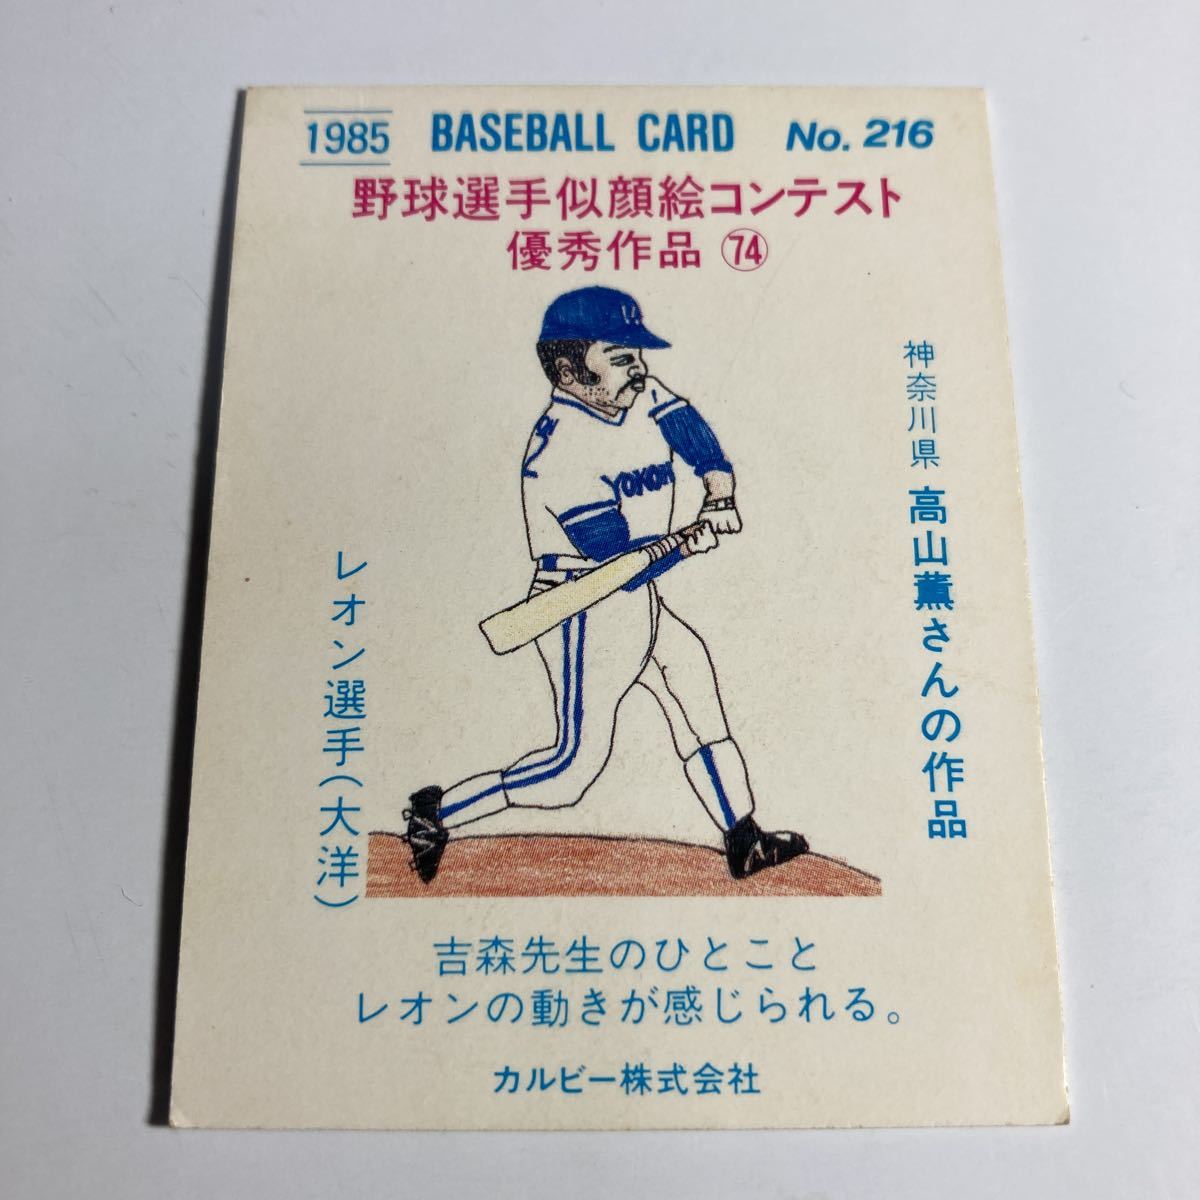 1985 BASEBALL CARD No. 216
野球選手似顔絵コンテスト
優秀作品 74
神奈川県 高山薫さんの作品
YOKOH
レオン選手(大洋)
吉森先生のひとこと
レオンの動きが感じられる。
カルビー株式会社